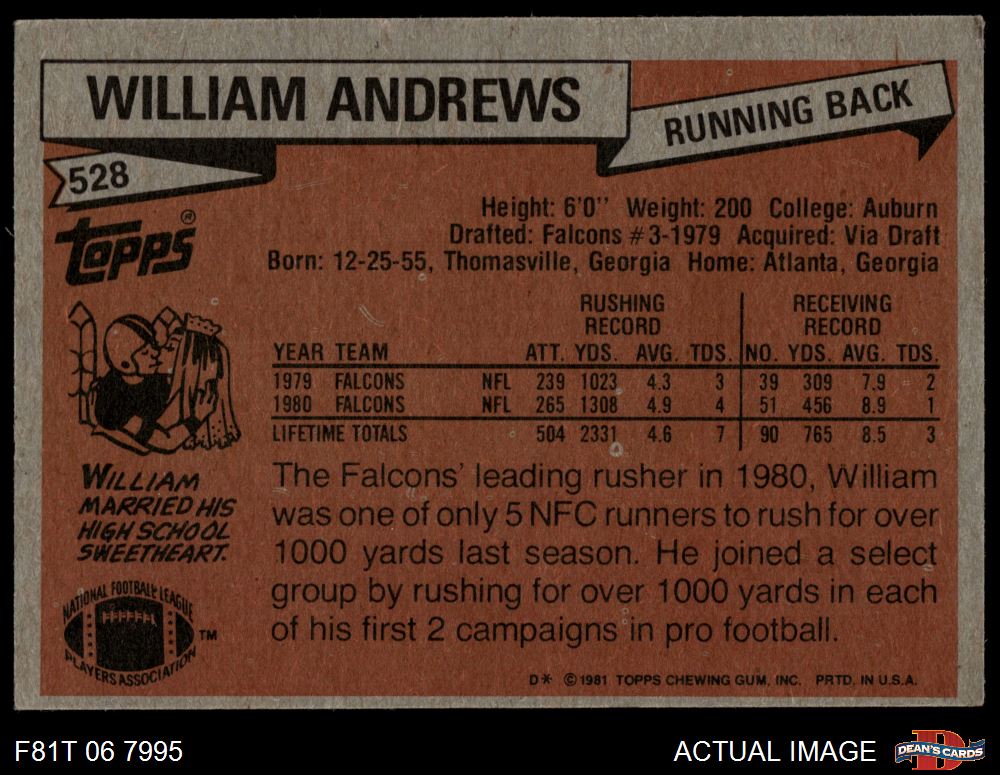 WILLIAM ANDREWS
RUNNING BACK
528
TOPPS®
Height: 6'0" Weight: 200 College: Auburn
Drafted: Falcons #3-1979 Acquired: Via Draft
Born: 12-25-55, Thomasville, Georgia Home: Atlanta, Georgia
RUSHING RECORD RECEIVING RECORD
YEAR TEAM ATT. YDS. AVG. TDS. NO. YDS. AVG. TDS.
1979 FALCONS NFL 239 1023 4.3 3 39 309 7.9 2
1980 FALCONS NFL 265 1308 4.9 4 51 456 8.9 1
LIFETIME TOTALS 504 2331 4.6 7 90 765 8.5 3
WILLIAM
MARRIED HIS
HIGH SCHOOL
SWEETHEART.
The Falcons' leading rusher in 1980, William
was one of only 5 NFC runners to rush for over
1000 yards last season. He joined a select
group by rushing for over 1000 yards in each
of his first 2 campaigns in pro football.
NATIONAL FOOTBALL LEAGUE
PLAYERS ASSOCIATION
TM
D* ©1981 TOPPS CHEWING GUM, INC. PRTD. IN U.S.A.
F81T 06 7995
ACTUAL IMAGE
DEAN'S CARDS